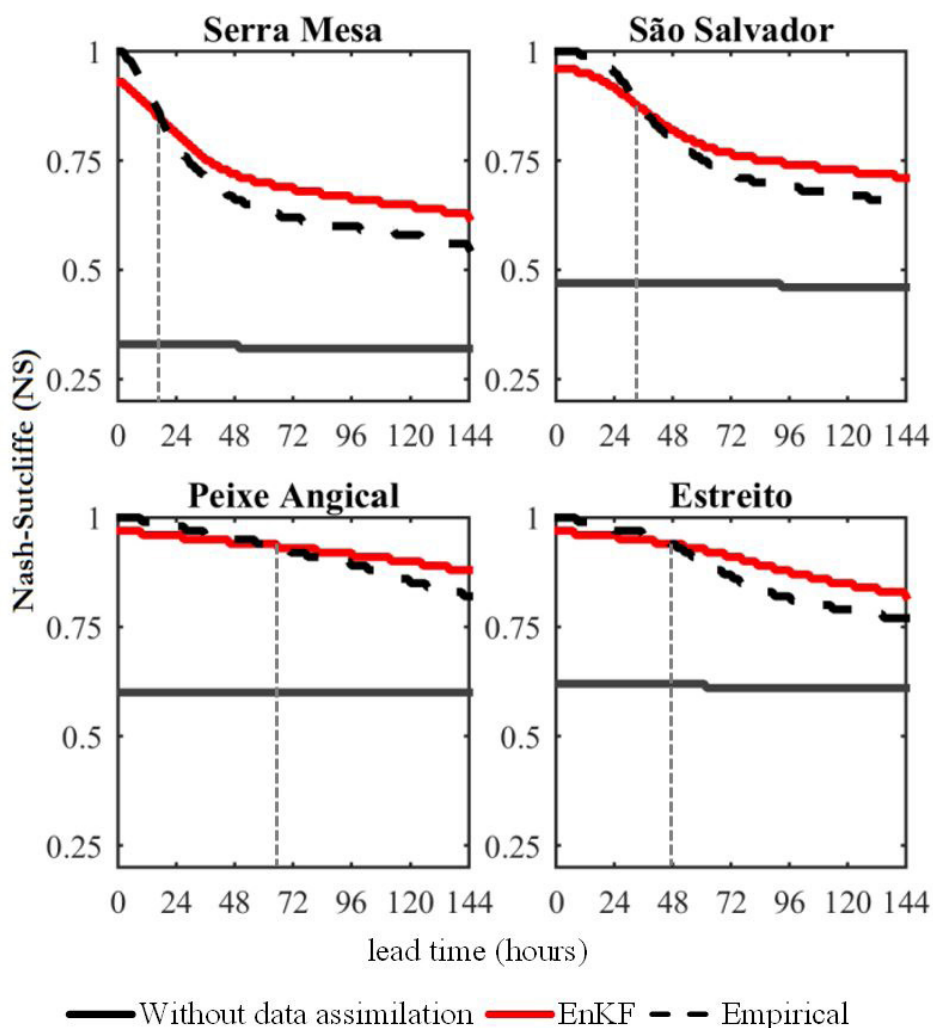 Serra Mesa
São Salvador
1
0.75
0.5
0.25
0 24 48 72 96 120 144
1
0.75
0.5
0.25
0 24 48 72 96 120 144
Nash-Sutcliffe (NS)
Peixe Angical
Estreito
1
0.75
0.5
0.25
0 24 48 72 96 120 144
1
0.75
0.5
0.25
0 24 48 72 96 120 144
lead time (hours)
Without data assimilation EnKF Empirical